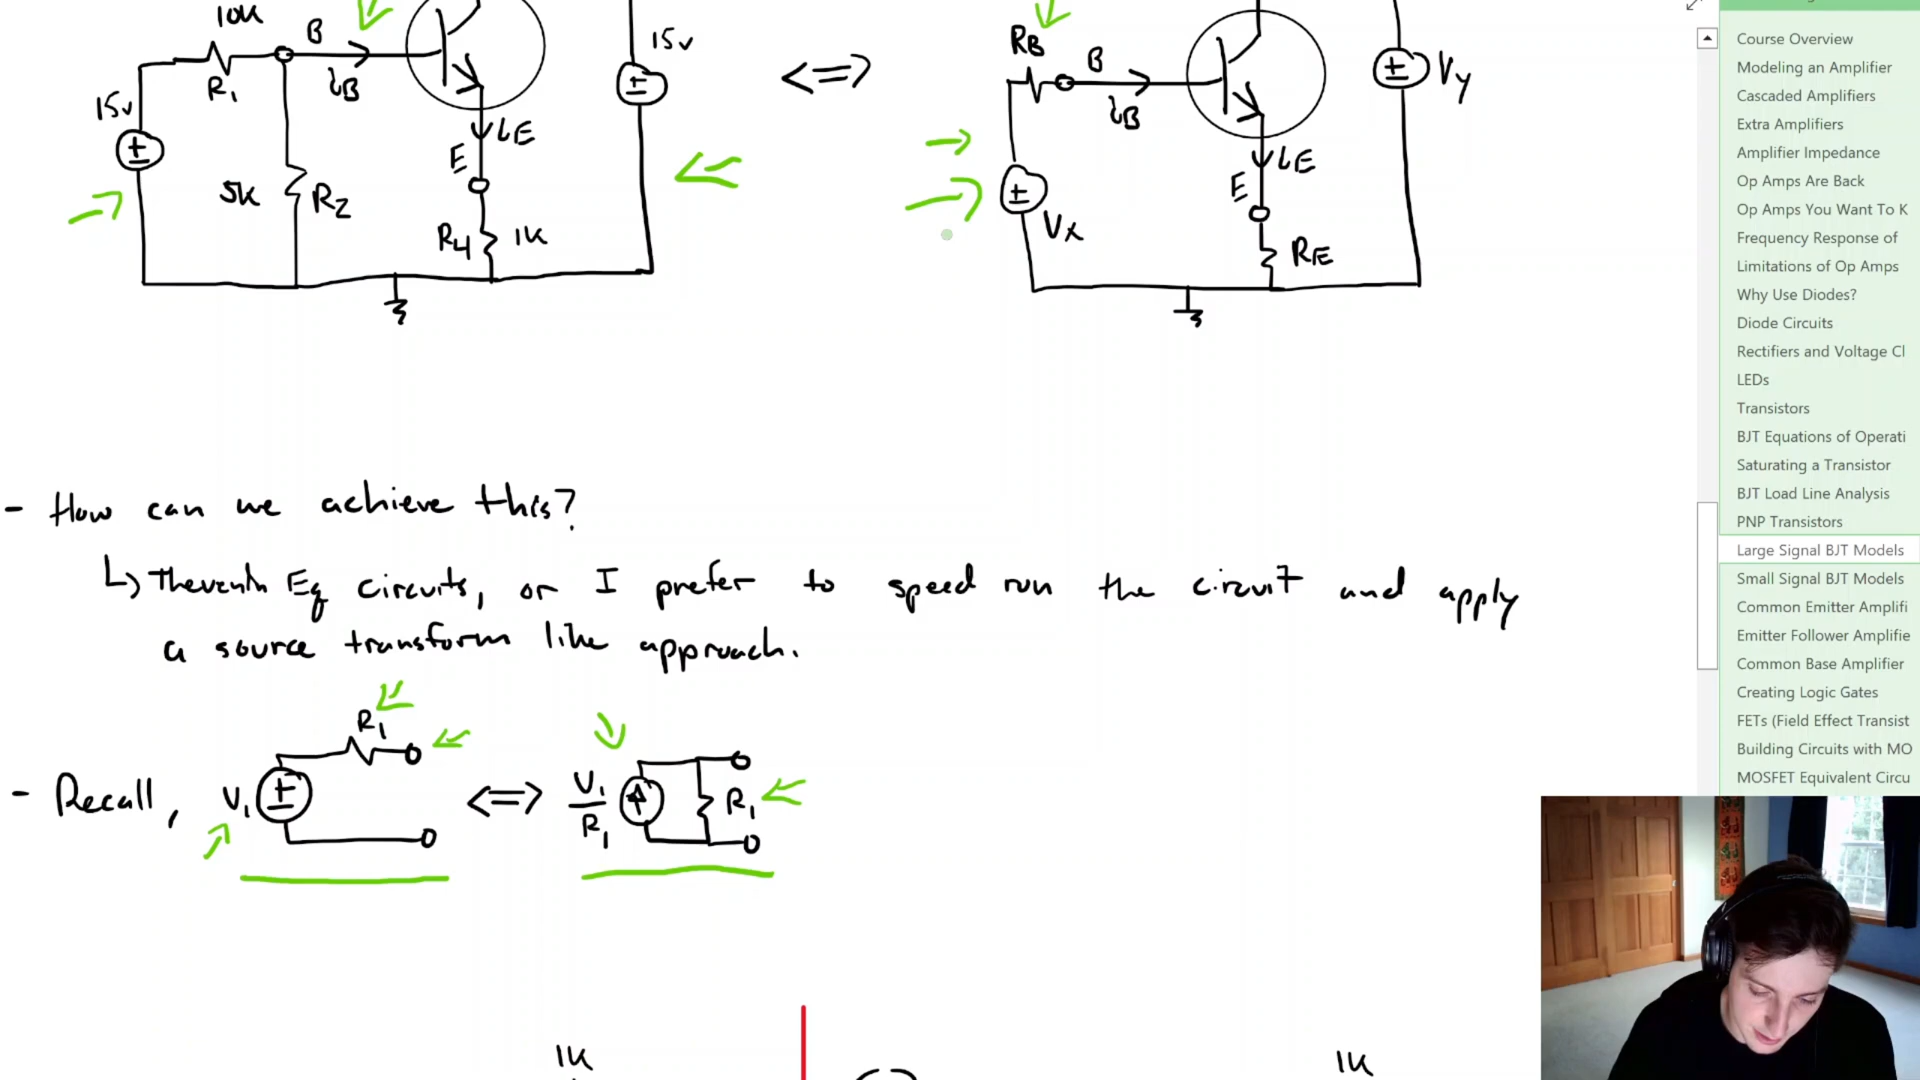 10K
B
R1
iB
15v
15v
iE
E
5K
R2
R4
1K
<=>
RB
B
iB
Vy
iE
E
Vx
RE
- How can we achieve this?
↳ Thevenin Eq circuits, or I prefer to speed run the circuit and apply
a source transform like approach.
- Recall,
R1
V1
<=>
V1
R1
R1
1K
1K
Course Overview
Modeling an Amplifier
Cascaded Amplifiers
Extra Amplifiers
Amplifier Impedance
Op Amps Are Back
Op Amps You Want To K
Frequency Response of
Limitations of Op Amps
Why Use Diodes?
Diode Circuits
Rectifiers and Voltage Cl
LEDs
Transistors
BJT Equations of Operati
Saturating a Transistor
BJT Load Line Analysis
PNP Transistors
Large Signal BJT Models
Small Signal BJT Models
Common Emitter Amplifi
Emitter Follower Amplifie
Common Base Amplifier
Creating Logic Gates
FETs (Field Effect Transist
Building Circuits with MO
MOSFET Equivalent Circu